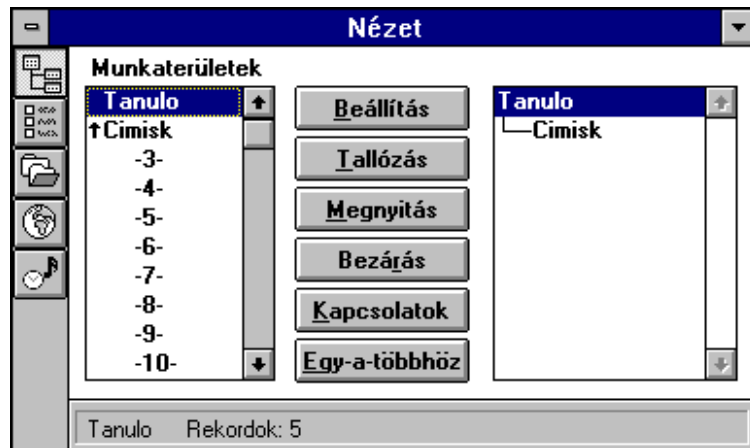 Nézet
Munkaterületek
Tanulo
↑Cimisk
-3-
-4-
-5-
-6-
-7-
-8-
-9-
-10-
Beállítás
Tallózás
Megnyitás
Bezárás
Kapcsolatok
Egy-a-többhöz
Tanulo
Cimisk
Tanulo Rekordok: 5